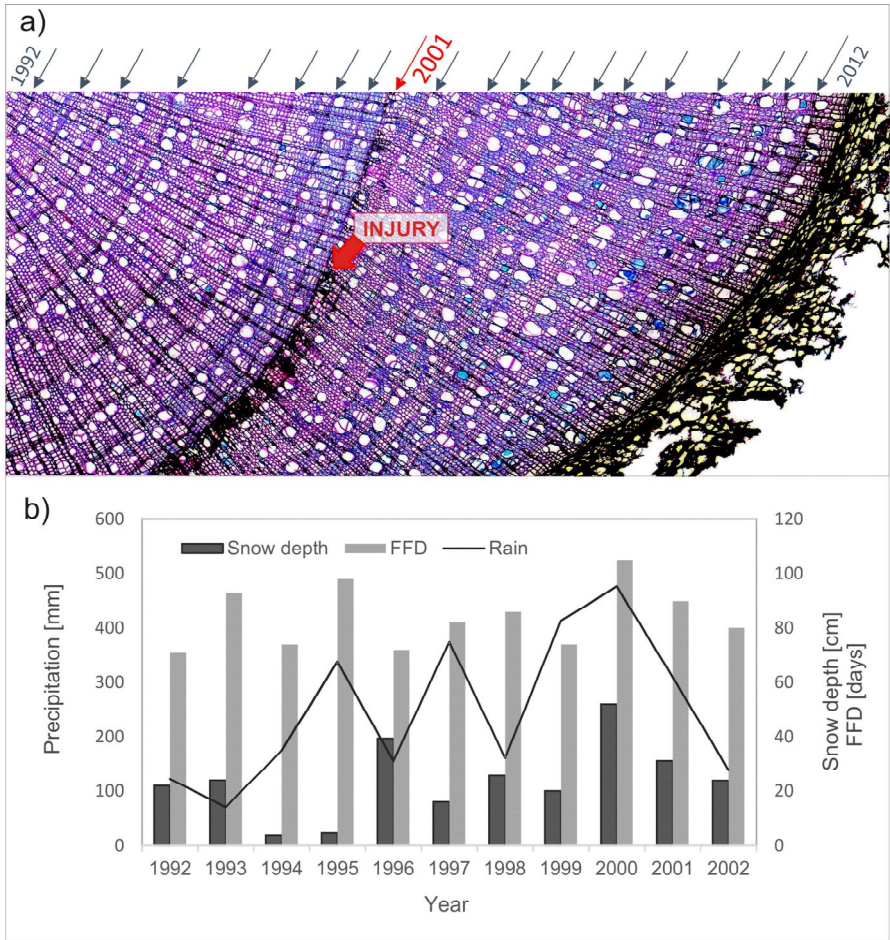 a)
1992
2001
2012
INJURY
b)
Snow depth FFD Rain
Precipitation [mm]
600
500
400
300
200
100
0
120
100
80
60
40
20
0
Snow depth [cm]
FFD [days]
1992 1993 1994 1995 1996 1997 1998 1999 2000 2001 2002
Year